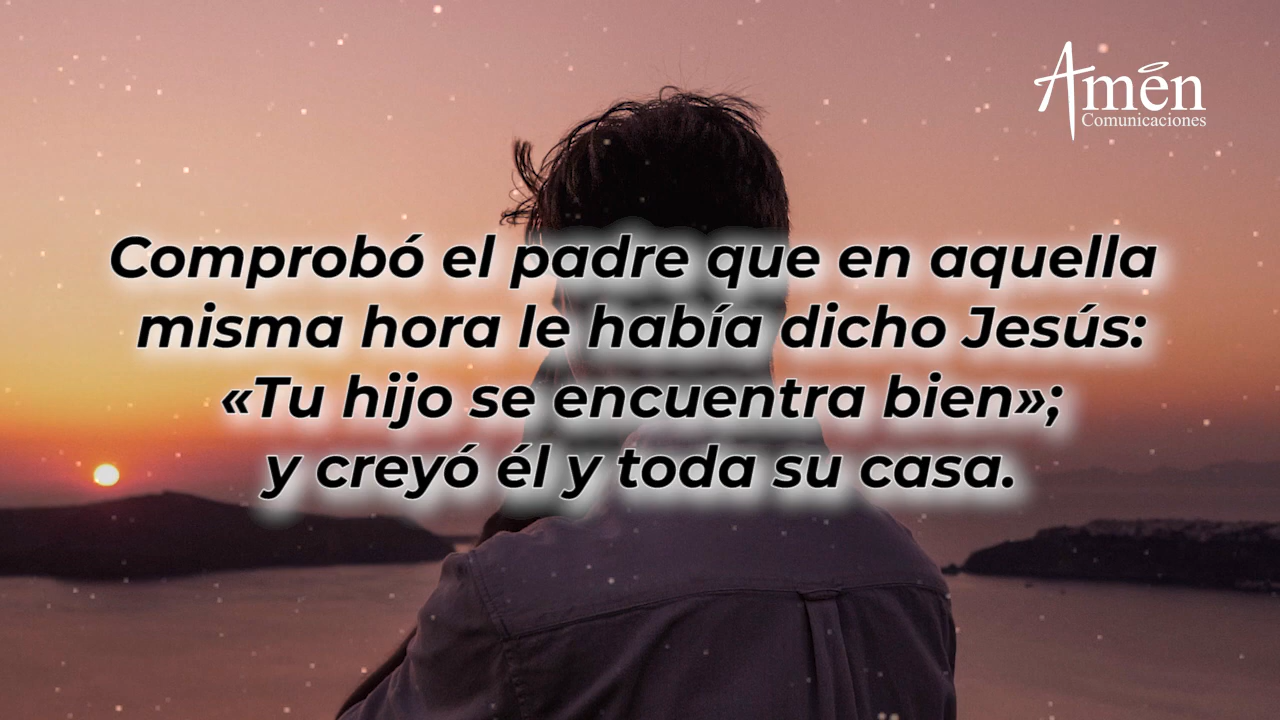 Amén
Comunicaciones
Comprobó el padre que en aquella
misma hora le había dicho Jesús:
«Tu hijo se encuentra bien»;
y creyó él y toda su casa.